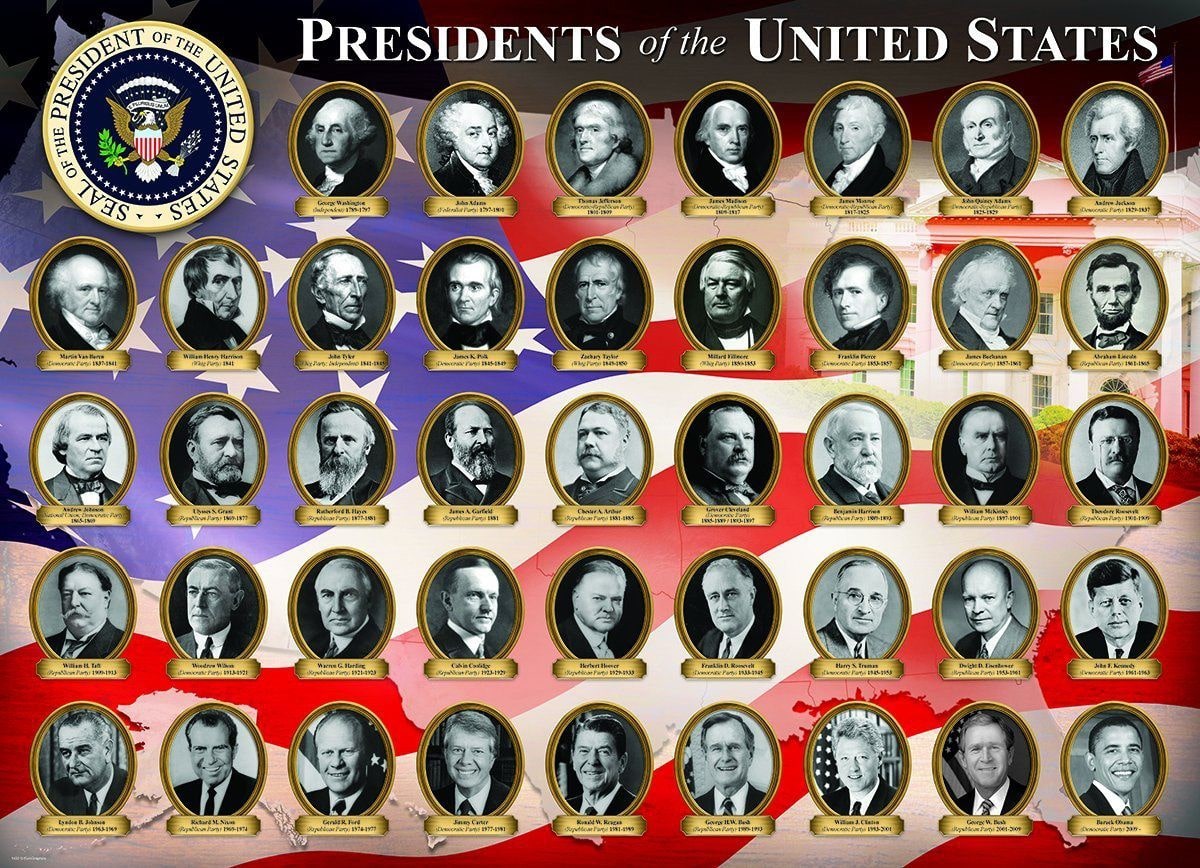 PRESIDENTS of the UNITED STATES
SEAL OF THE PRESIDENT OF THE UNITED STATES
E PLURIBUS UNUM
George Washington
(Independent) 1789-1797
John Adams
(Federalist Party) 1797-1801
Thomas Jefferson
(Democratic-Republican Party)
1801-1809
James Madison
(Democratic-Republican Party)
1809-1817
James Monroe
(Democratic-Republican Party)
1817-1825
John Quincy Adams
(Democratic-Republican Party)
1825-1829
Andrew Jackson
(Democratic) 1829-1837
Martin Van Buren
(Democratic Party) 1837-1841
William Henry Harrison
(Whig Party) 1841
John Tyler
(Whig Party; Independent) 1841-1845
James K. Polk
(Democratic Party) 1845-1849
Zachary Taylor
(Whig Party) 1849-1850
Millard Fillmore
(Whig Party) 1850-1853
Franklin Pierce
(Democratic Party) 1853-1857
James Buchanan
(Democratic Party) 1857-1861
Abraham Lincoln
(Republican Party) 1861-1865
Andrew Johnson
(National Union; Democratic Party)
1865-1869
Ulysses S. Grant
(Republican Party) 1869-1877
Rutherford B. Hayes
(Republican Party) 1877-1881
James A. Garfield
(Republican Party) 1881
Chester A. Arthur
(Republican Party) 1881-1885
Grover Cleveland
(Democratic Party)
1885-1889 / 1893-1897
Benjamin Harrison
(Republican Party) 1889-1893
William McKinley
(Republican Party) 1897-1901
Theodore Roosevelt
(Republican Party) 1901-1909
William H. Taft
(Republican Party) 1909-1913
Woodrow Wilson
(Democratic Party) 1913-1921
Warren G. Harding
(Republican Party) 1921-1923
Calvin Coolidge
(Republican Party) 1923-1929
Herbert Hoover
(Republican Party) 1929-1933
Franklin D. Roosevelt
(Democratic Party) 1933-1945
Harry S. Truman
(Democratic Party) 1945-1953
Dwight D. Eisenhower
(Republican Party) 1953-1961
John F. Kennedy
(Democratic Party) 1961-1963
Lyndon B. Johnson
(Democratic Party) 1963-1969
Richard M. Nixon
(Republican Party) 1969-1974
Gerald R. Ford
(Republican Party) 1974-1977
Jimmy Carter
(Democratic Party) 1977-1981
Ronald W. Reagan
(Republican Party) 1981-1989
George H.W. Bush
(Republican Party) 1989-1993
William J. Clinton
(Democratic Party) 1993-2001
George W. Bush
(Republican Party) 2001-2009
Barack Obama
(Democratic Party) 2009 -